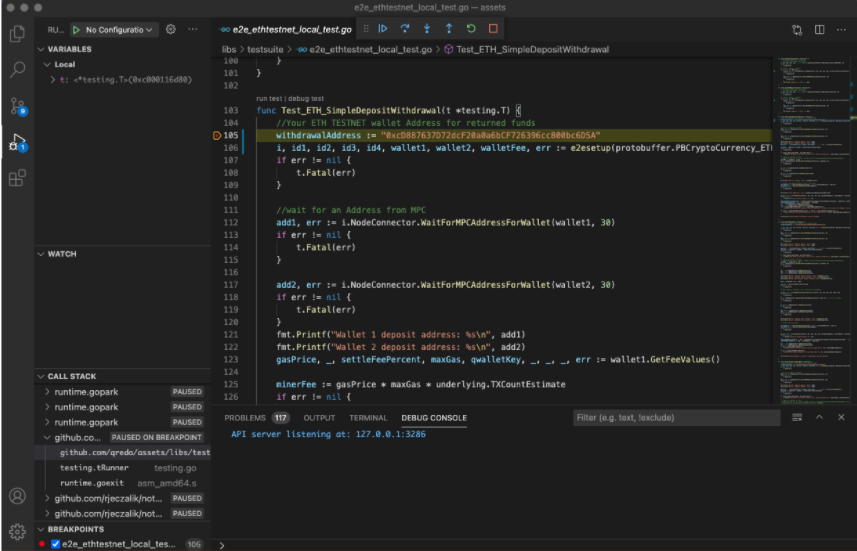 e2e_ethtestnet_local_test.go — assets
RU... No Configuratio
e2e_ethtestnet_local_test.go
libs > testsuite > e2e_ethtestnet_local_test.go > Test_ETH_SimpleDepositWithdrawal
VARIABLES
Local
t: <*testing.T>(0xc000116d80)
WATCH
CALL STACK
runtime.gopark PAUSED
runtime.gopark PAUSED
runtime.gopark PAUSED
github.co... PAUSED ON BREAKPOINT
github.com/qredo/assets/libs/test
testing.tRunner testing.go
runtime.goexit asm_amd64.s
github.com/rjeczalik/not... PAUSED
github.com/rjeczalik/not... PAUSED
BREAKPOINTS
e2e_ethtestnet_local_tes... 105
100 }
101 }
102
run test | debug test
103 func Test_ETH_SimpleDepositWithdrawal(t *testing.T) {
104 //Your ETH TESTNET wallet Address for returned funds
105 withdrawalAddress := "0xcD887637D72dcF20a0a6bCF726396cc800bc6D5A"
106 i, id1, id2, id3, id4, wallet1, wallet2, walletFee, err := e2esetup(protobuffer.PBCryptoCurrency_ETH
107 if err != nil {
108 t.Fatal(err)
109 }
110
111 //wait for an Address from MPC
112 add1, err := i.NodeConnector.WaitForMPCAddressForWallet(wallet1, 30)
113 if err != nil {
114 t.Fatal(err)
115 }
116
117 add2, err := i.NodeConnector.WaitForMPCAddressForWallet(wallet2, 30)
118 if err != nil {
119 t.Fatal(err)
120 }
121 fmt.Printf("Wallet 1 deposit address: %s\n", add1)
122 fmt.Printf("Wallet 2 deposit address: %s\n", add2)
123 gasPrice, _, settleFeePercent, maxGas, qwalletKey, _, _, _, err := wallet1.GetFeeValues()
124
125 minerFee := gasPrice * maxGas * underlying.TXCountEstimate
126 if err != nil {
PROBLEMS 117 OUTPUT TERMINAL DEBUG CONSOLE Filter (e.g. text, !exclude)
API server listening at: 127.0.0.1:3286